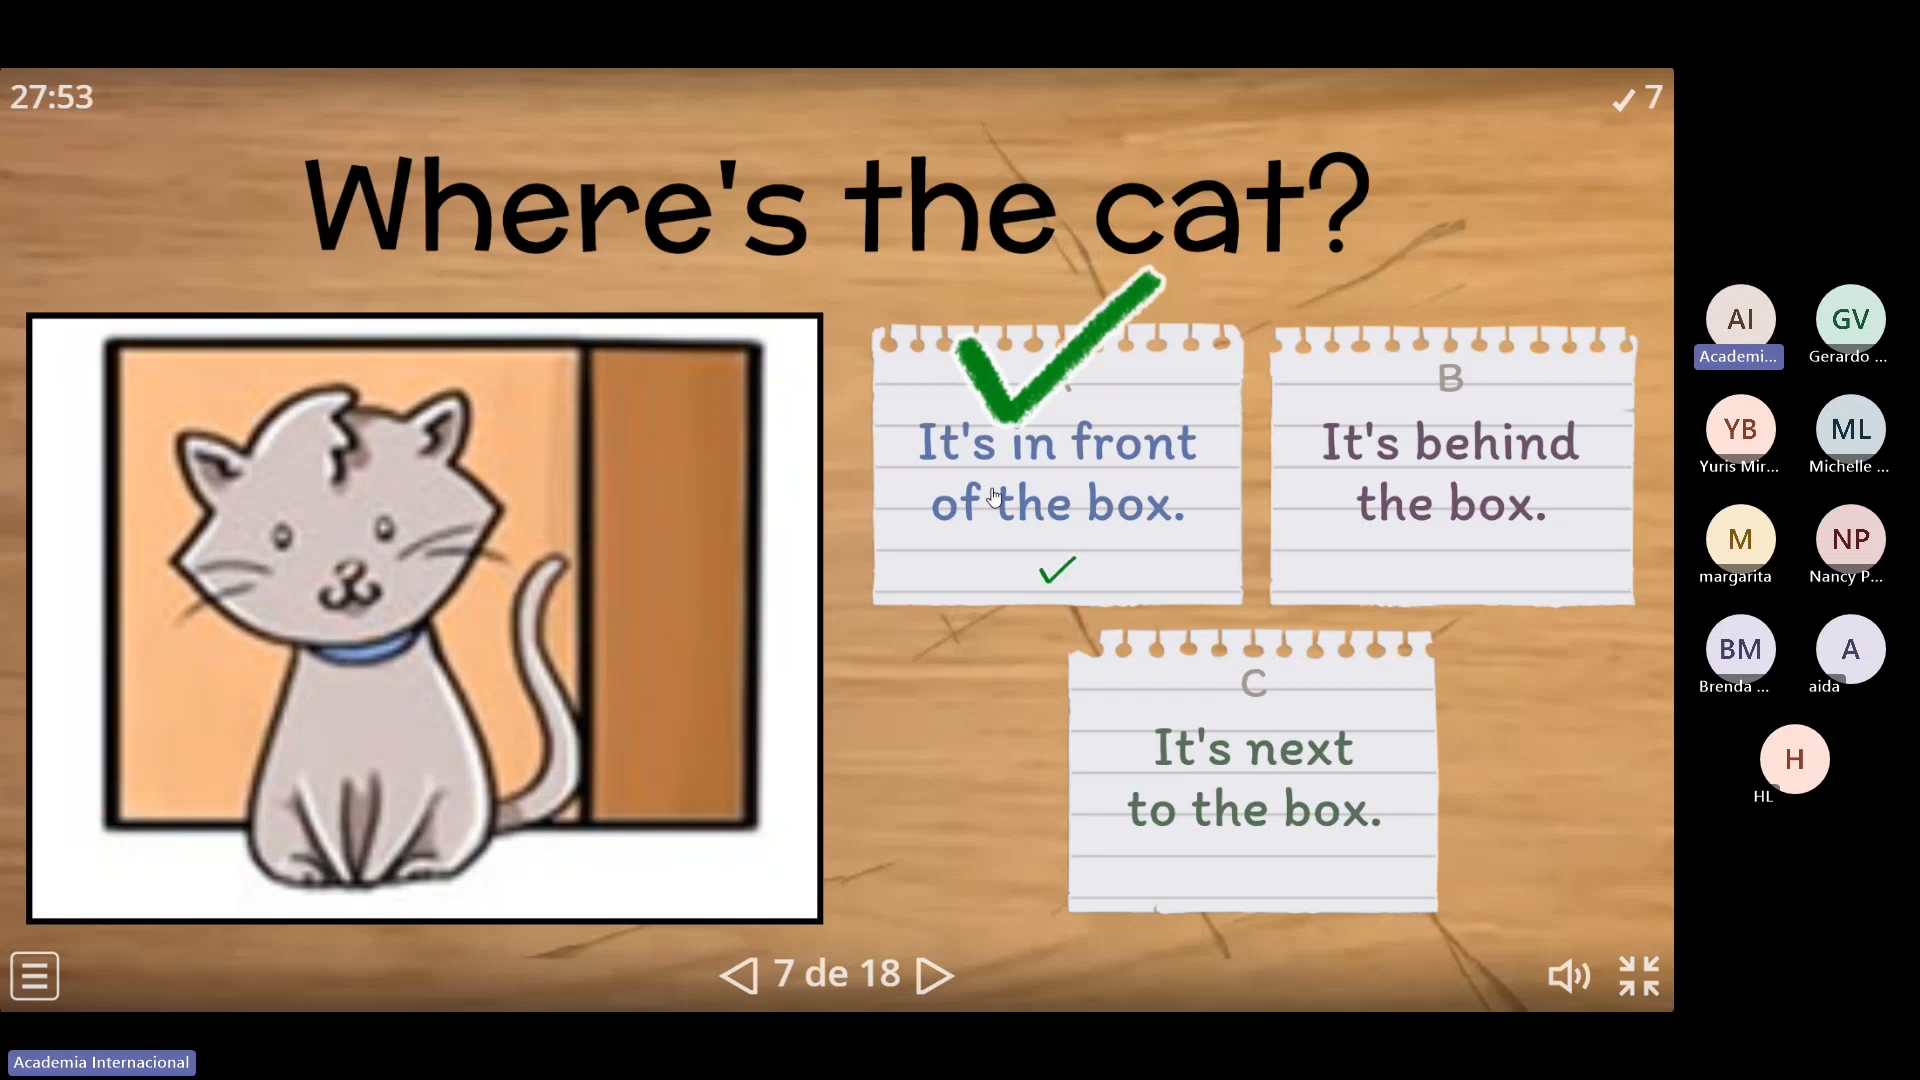 27:53
7
Where's the cat?
It's in front
of the box.
B
It's behind
the box.
C
It's next
to the box.
7 de 18
AI
Academi...
GV
Gerardo ...
YB
Yuris Mir...
ML
Michelle ...
M
margarita
NP
Nancy P...
BM
Brenda ...
A
aida
H
HL
Academia Internacional